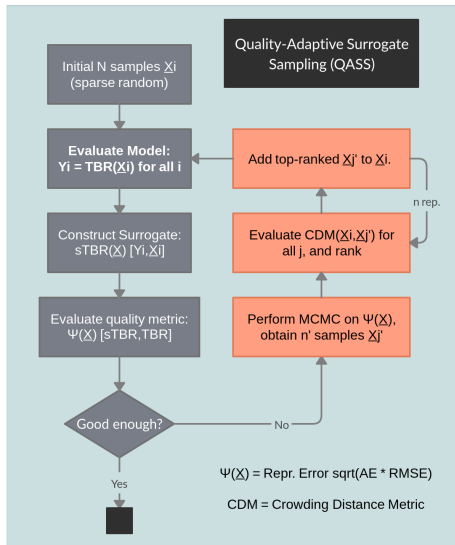 Quality-Adaptive Surrogate
Sampling (QASS)
Initial N samples Xi
(sparse random)
Evaluate Model:
Yi = TBR(Xi) for all i
Add top-ranked Xj' to Xi.
n rep.
Construct Surrogate:
sTBR(X) [Yi,Xi]
Evaluate CDM(Xi,Xj') for
all j, and rank
Evaluate quality metric:
Ψ(X) [sTBR,TBR]
Perform MCMC on Ψ(X),
obtain n' samples Xj'
Good enough?
No
Yes
Ψ(X) = Repr. Error sqrt(AE * RMSE)
CDM = Crowding Distance Metric